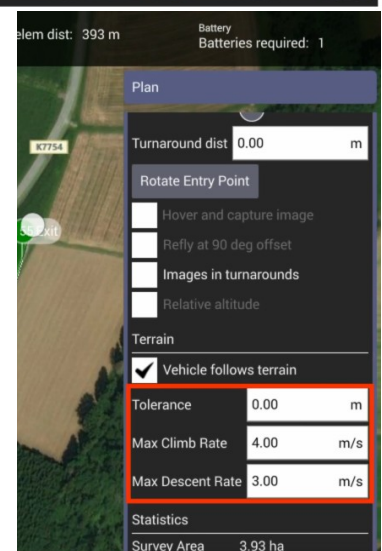 elem dist: 393 m
Battery
Batteries required: 1
Plan
K7754
Turnaround dist 0.00 m
Rotate Entry Point
Hover and capture image
Exit
Refly at 90 deg offset
Images in turnarounds
Relative altitude
Terrain
Vehicle follows terrain
Tolerance 0.00 m
Max Climb Rate 4.00 m/s
Max Descent Rate 3.00 m/s
Statistics
Survey Area 3.93 ha